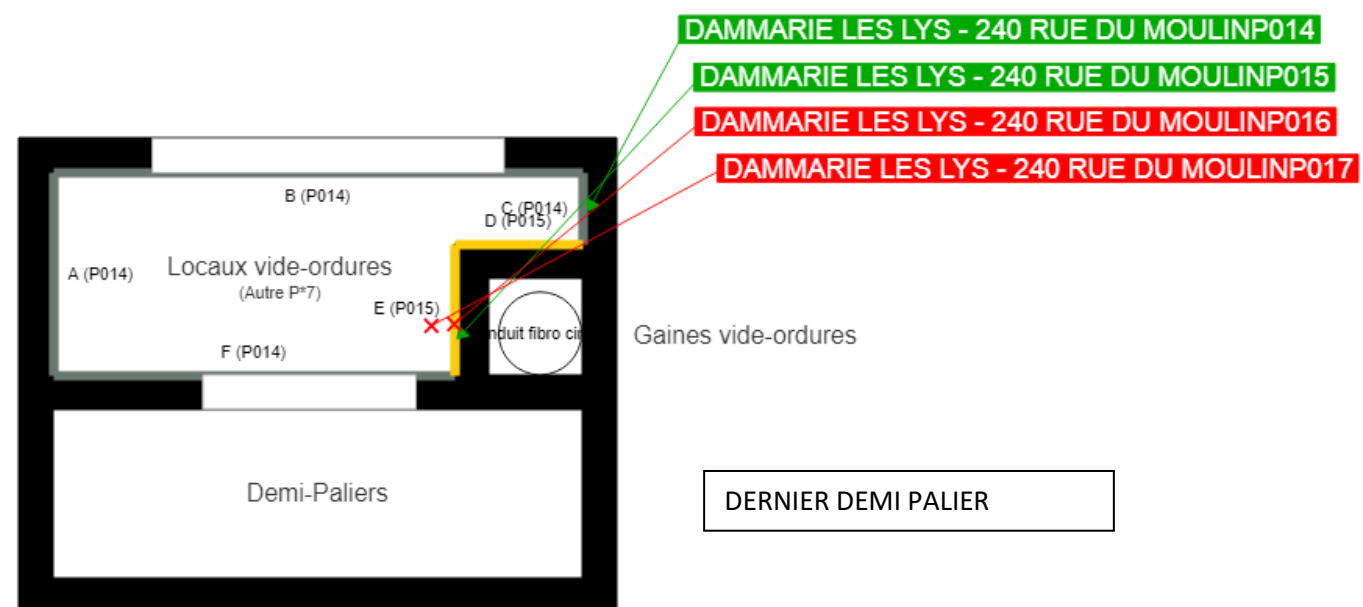 DAMMARIE LES LYS - 240 RUE DU MOULINP014
DAMMARIE LES LYS - 240 RUE DU MOULINP015
DAMMARIE LES LYS - 240 RUE DU MOULINP016
DAMMARIE LES LYS - 240 RUE DU MOULINP017
B (P014)
C (P014)
D (P015)
A (P014)
Locaux vide-ordures
(Autre P*7)
E (P015)
fibro
Gaines vide-ordures
F (P014)
Demi-Paliers
DERNIER DEMI PALIER